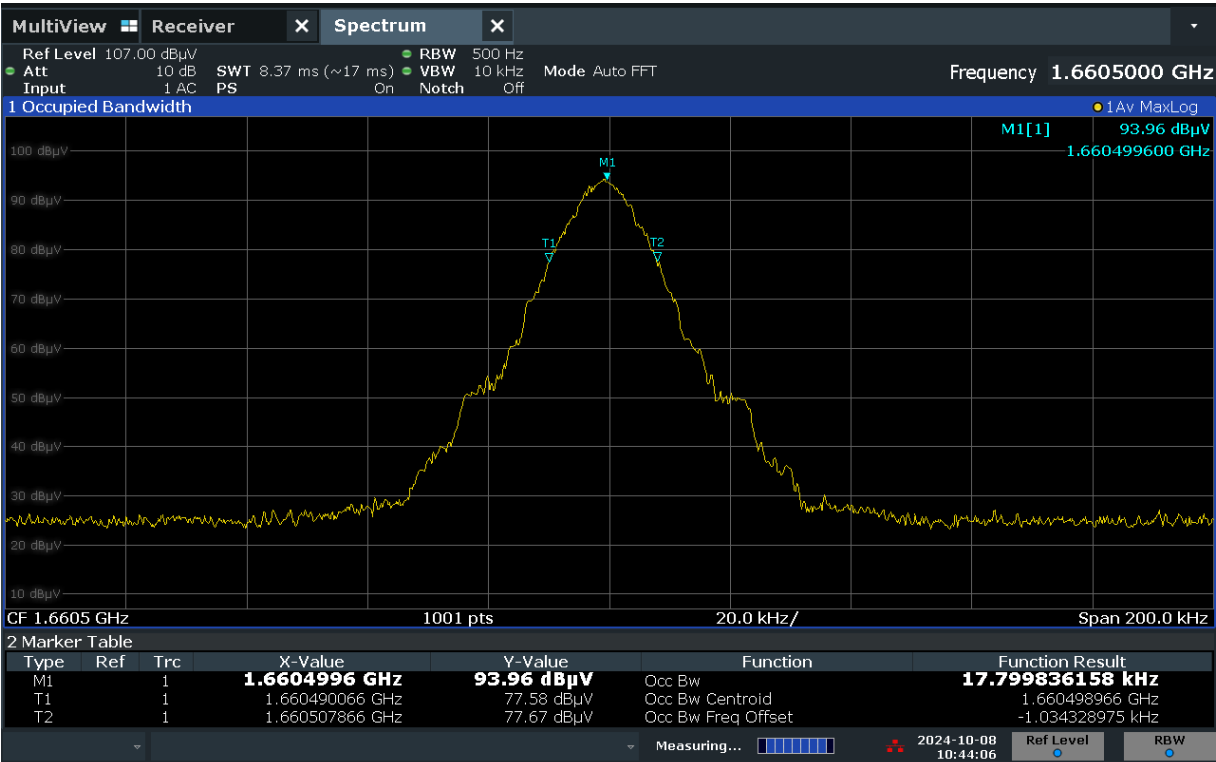 MultiView Receiver X Spectrum X
Ref Level 107.00 dBµV RBW 500 Hz
Att 10 dB SWT 8.37 ms (~17 ms) VBW 10 kHz Mode Auto FFT Frequency 1.6605000 GHz
Input 1 AC PS On Notch Off
1 Occupied Bandwidth 1Av MaxLog
M1[1] 93.96 dBµV
1.660499600 GHz
100 dBµV
M1
90 dBµV
80 dBµV
T1 T2
70 dBµV
60 dBµV
50 dBµV
40 dBµV
30 dBµV
20 dBµV
10 dBµV
CF 1.6605 GHz 1001 pts 20.0 kHz/ Span 200.0 kHz
2 Marker Table
Type Ref Trc X-Value Y-Value Function Function Result
M1 1 1.6604996 GHz 93.96 dBµV Occ Bw 17.799836158 kHz
T1 1 1.660490066 GHz 77.58 dBµV Occ Bw Centroid 1.660498966 GHz
T2 1 1.660507866 GHz 77.67 dBµV Occ Bw Freq Offset -1.034328975 kHz
Measuring... 2024-10-08 Ref Level RBW
10:44:06